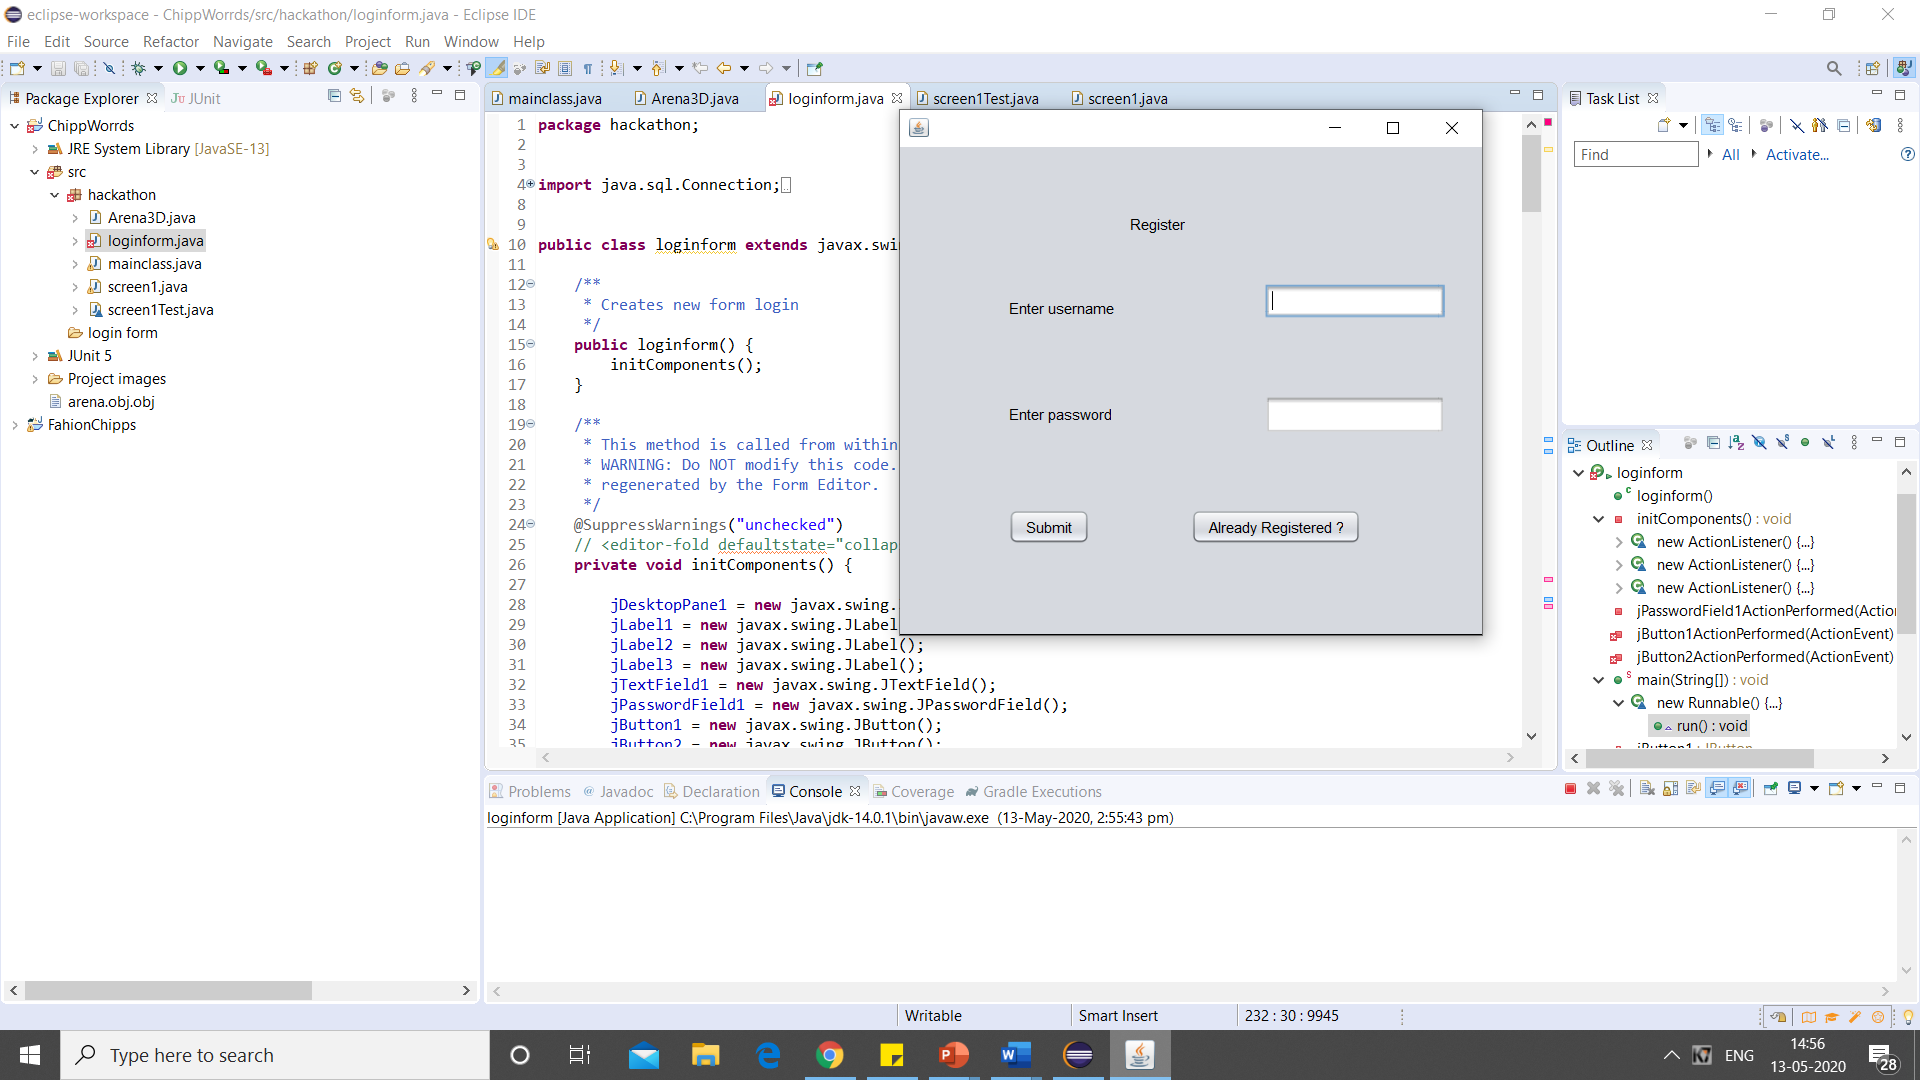 eclipse-workspace - ChippWorrds/src/hackathon/loginform.java - Eclipse IDE
File Edit Source Refactor Navigate Search Project Run Window Help
Package Explorer JUnit
ChippWorrds
JRE System Library [JavaSE-13]
src
hackathon
Arena3D.java
loginform.java
mainclass.java
screen1.java
screen1Test.java
login form
JUnit 5
Project images
arena.obj.obj
FahionChipps
mainclass.java Arena3D.java loginform.java screen1Test.java screen1.java
1 package hackathon;
2
3
4 import java.sql.Connection;
8
9
10 public class loginform extends javax.swin
11
12 /**
13 * Creates new form login
14 */
15 public loginform() {
16 initComponents();
17 }
18
19 /**
20 * This method is called from within
21 * WARNING: Do NOT modify this code.
22 * regenerated by the Form Editor.
23 */
24 @SuppressWarnings("unchecked")
25 // <editor-fold defaultstate="collap
26 private void initComponents() {
27
28 jDesktopPane1 = new javax.swing.
29 jLabel1 = new javax.swing.JLabel
30 jLabel2 = new javax.swing.JLabel();
31 jLabel3 = new javax.swing.JLabel();
32 jTextField1 = new javax.swing.JTextField();
33 jPasswordField1 = new javax.swing.JPasswordField();
34 jButton1 = new javax.swing.JButton();
35 jButton2 = new javax.swing.JButton();
Register
Enter username
Enter password
Submit Already Registered ?
Task List
Find All Activate...
Outline
loginform
loginform()
initComponents() : void
new ActionListener() {...}
new ActionListener() {...}
new ActionListener() {...}
jPasswordField1ActionPerformed(Actio
jButton1ActionPerformed(ActionEvent)
jButton2ActionPerformed(ActionEvent)
main(String[]) : void
new Runnable() {...}
run() : void
jButton1 : JButton
Problems Javadoc Declaration Console Coverage Gradle Executions
loginform [Java Application] C:\Program Files\Java\jdk-14.0.1\bin\javaw.exe (13-May-2020, 2:55:43 pm)
Writable Smart Insert 232 : 30 : 9945
Type here to search
ENG
14:56
13-05-2020
28